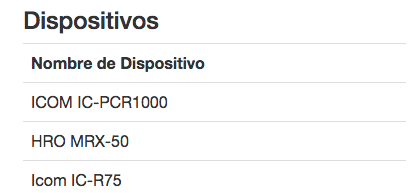 Dispositivos
Nombre de Dispositivo
ICOM IC-PCR1000
HRO MRX-50
Icom IC-R75